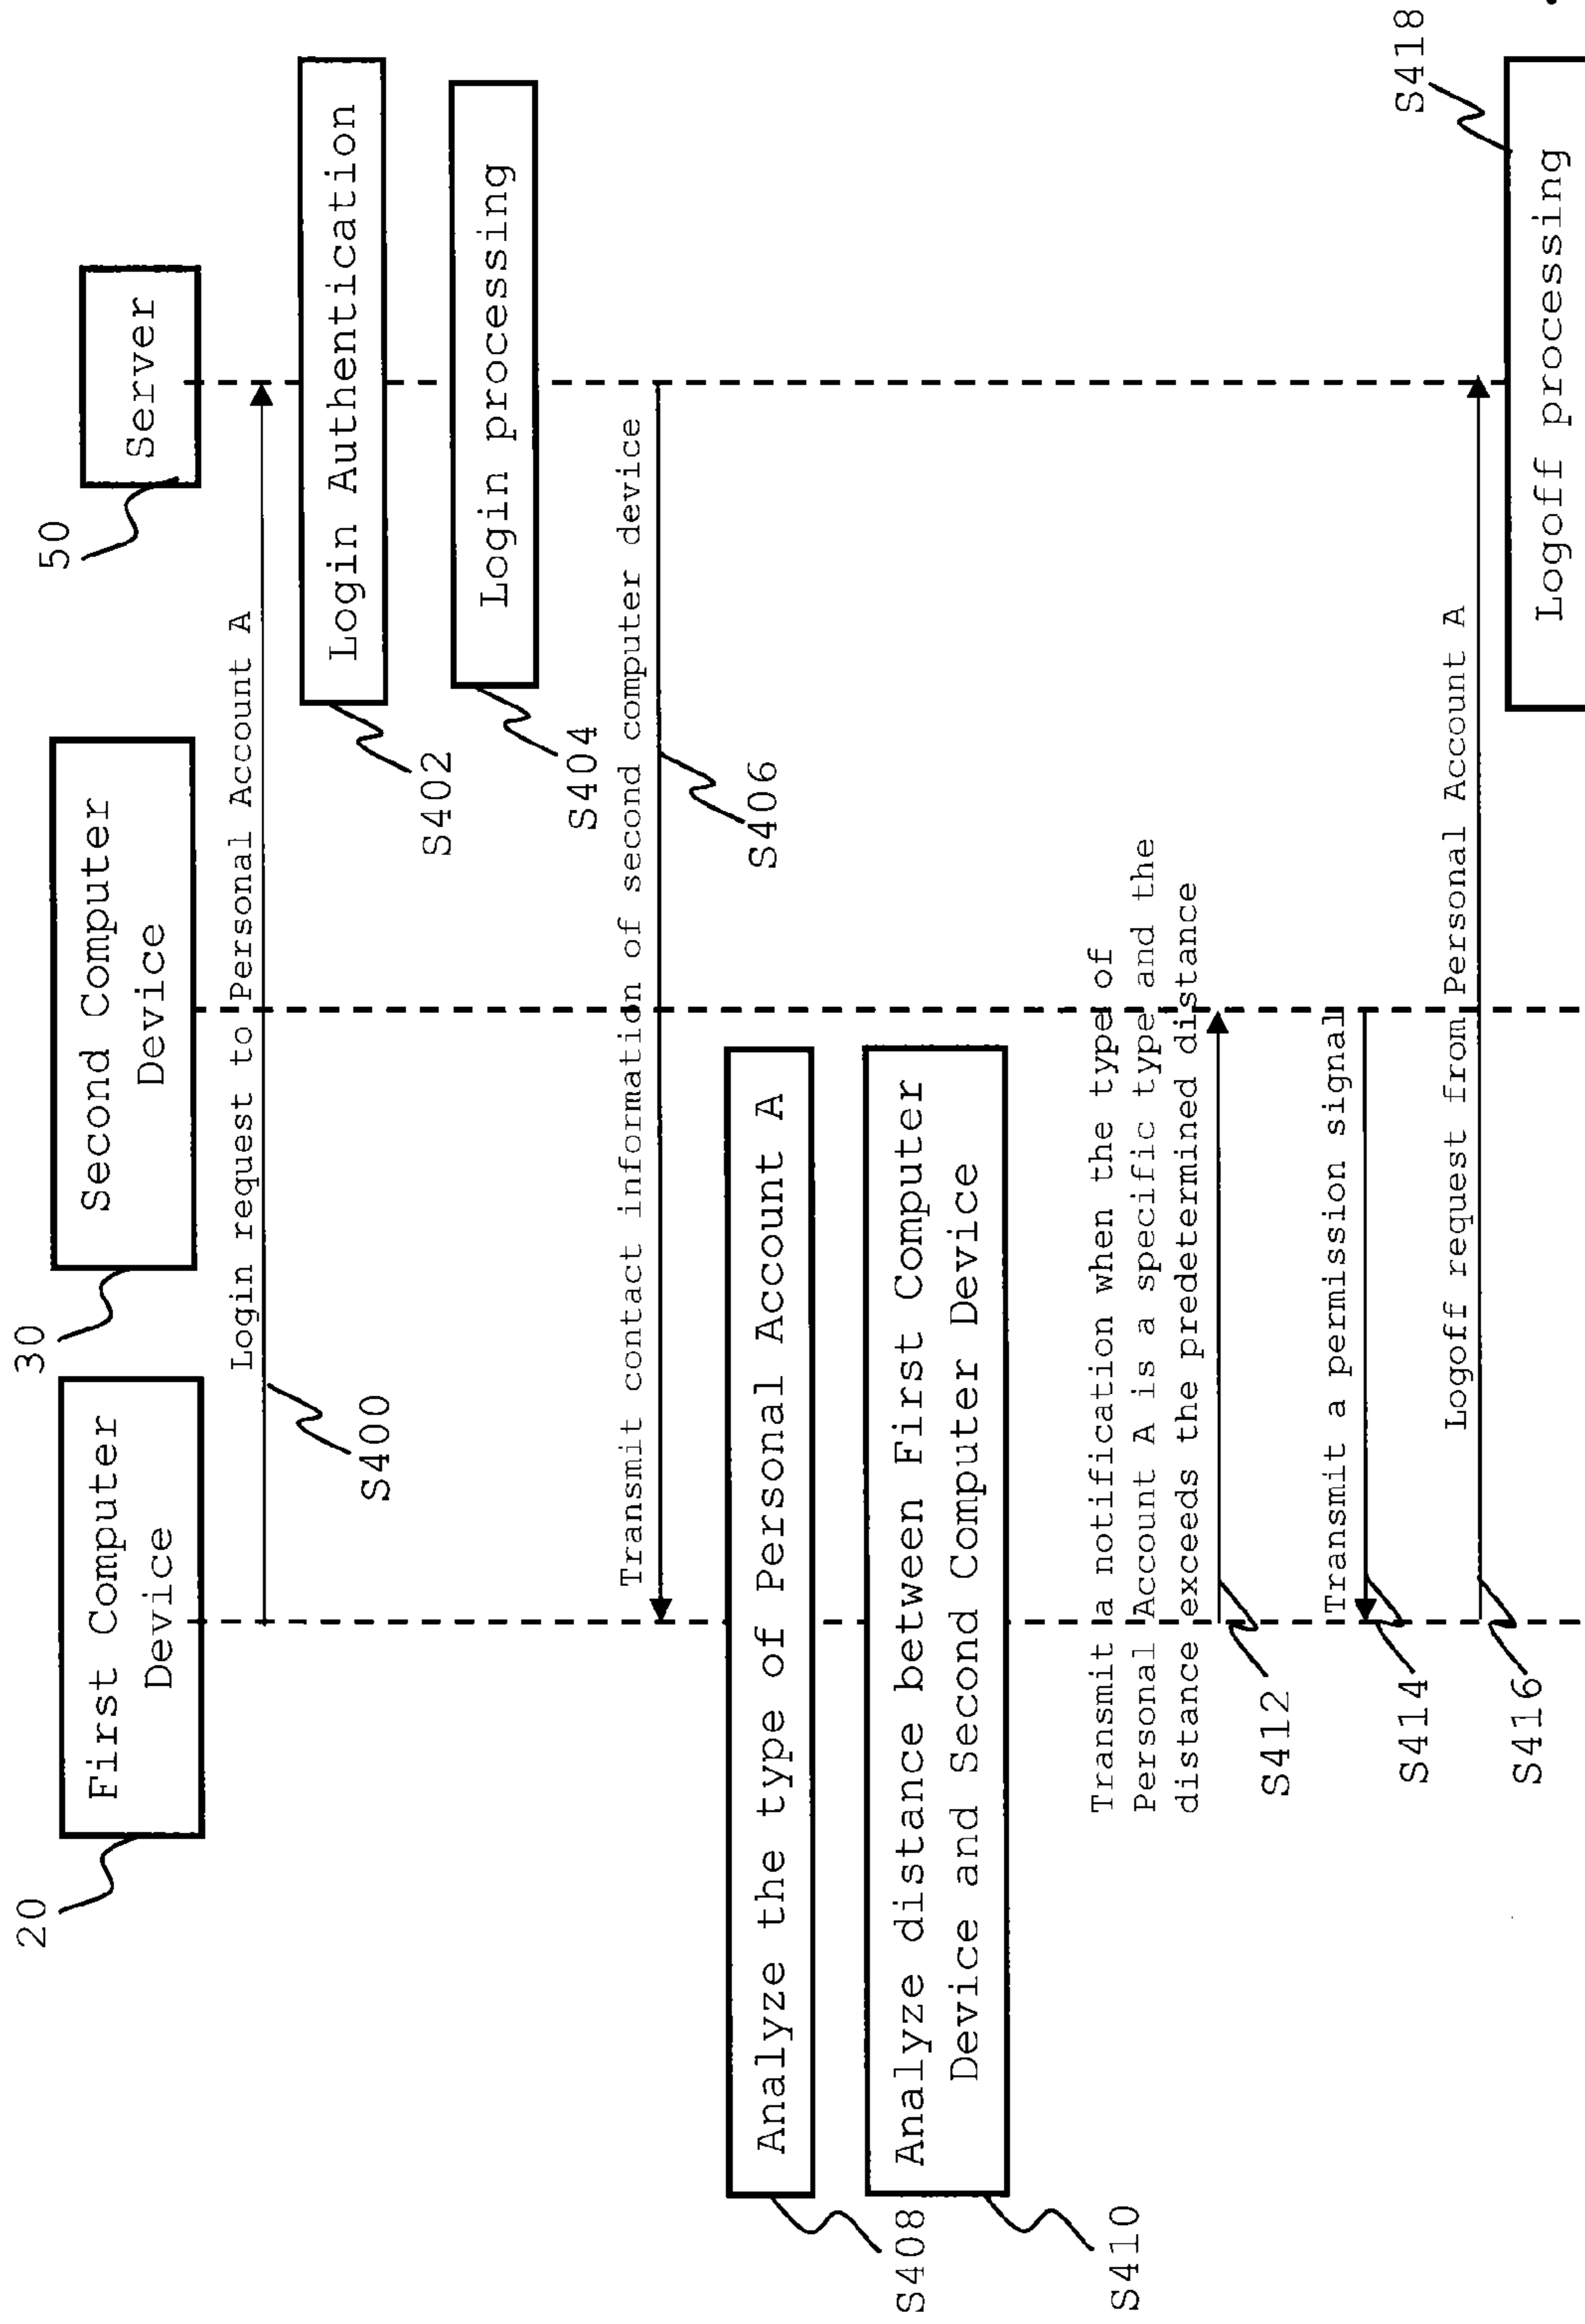 20
First Computer
Device
30
Second Computer
Device
50
Server
Login request to Personal Account A
S400
Login Authentication
S402
Login processing
S404
Transmit contact information of second computer device
S406
Analyze the type of Personal Account A
S408
Analyze distance between First Computer
Device and Second Computer Device
S410
Transmit a notification when the type of
Personal Account A is a specific type and the
distance exceeds the predetermined distance
S412
Transmit a permission signal
S414
Logoff request from Personal Account A
S416
S418
Logoff processing